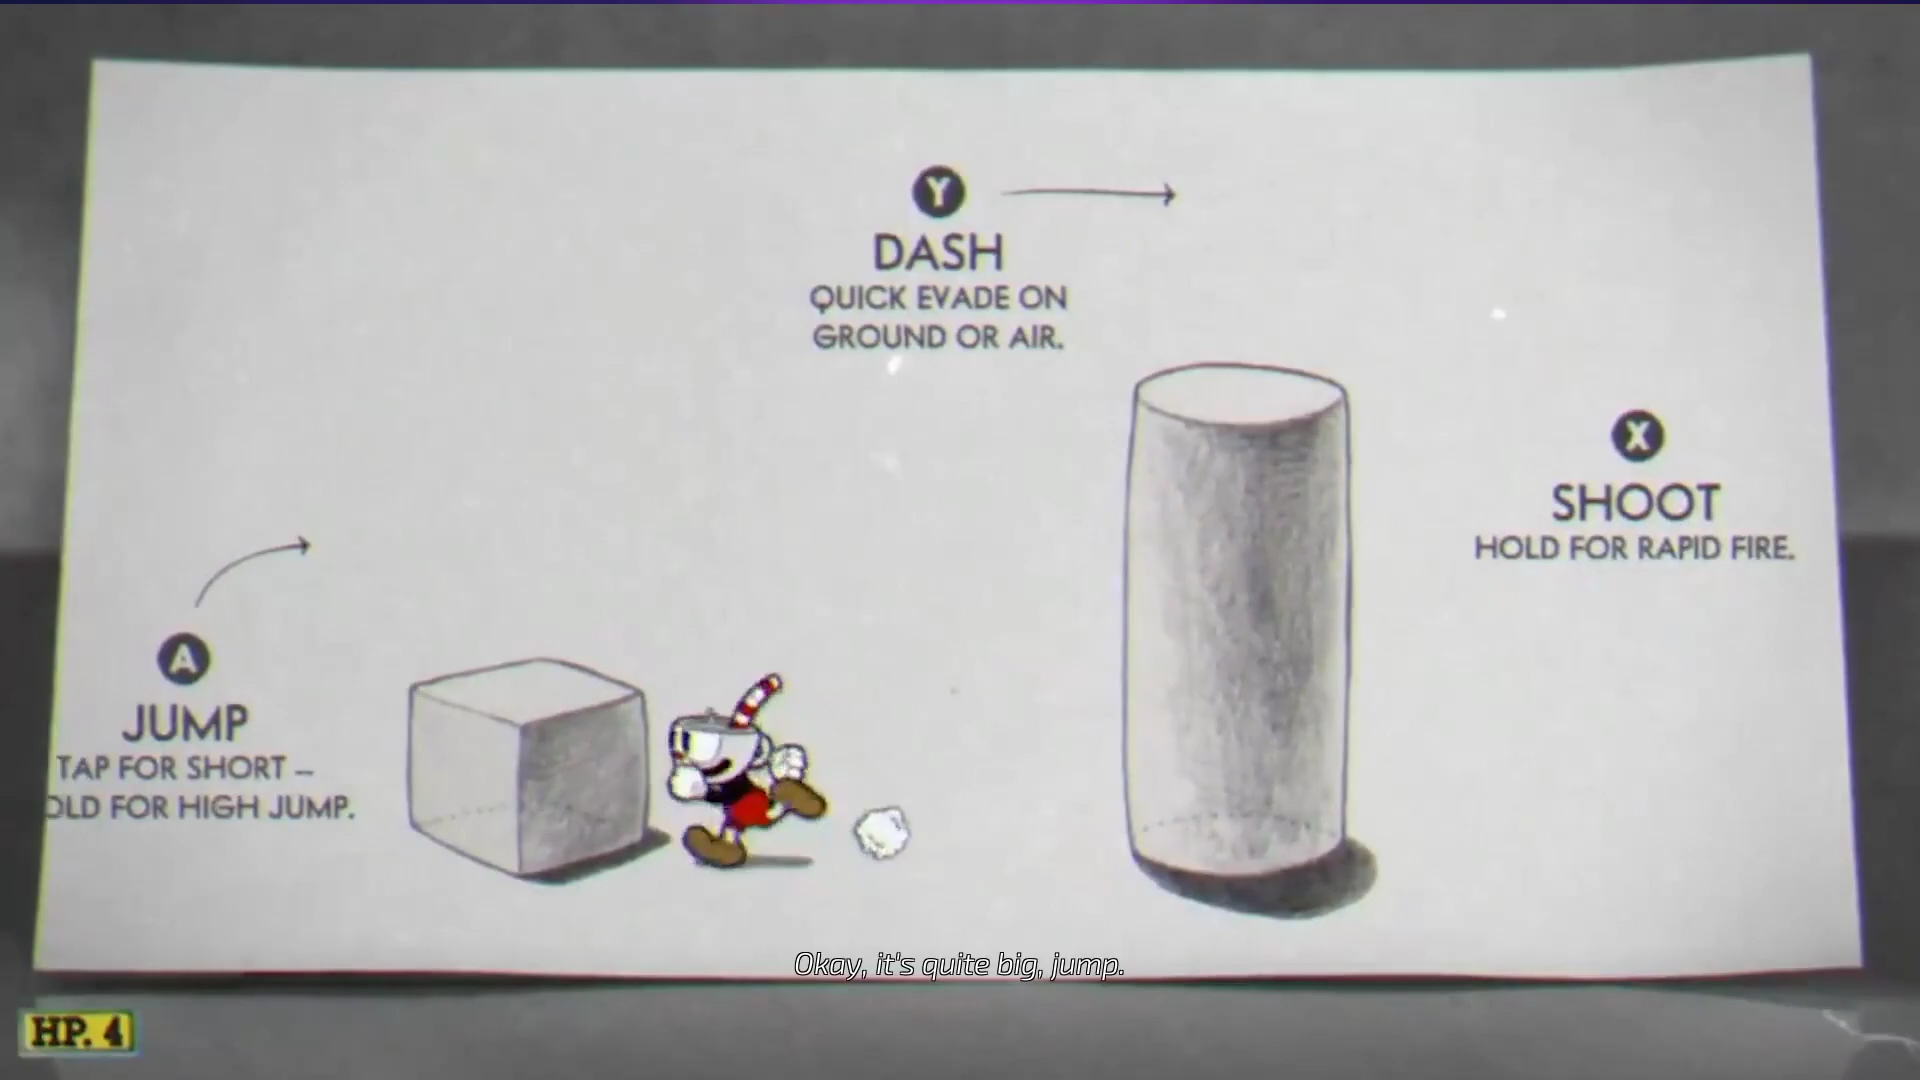 Y
DASH
QUICK EVADE ON
GROUND OR AIR.
X
SHOOT
HOLD FOR RAPID FIRE.
A
JUMP
TAP FOR SHORT –
OLD FOR HIGH JUMP.
Okay, it's quite big, jump.
HP. 4